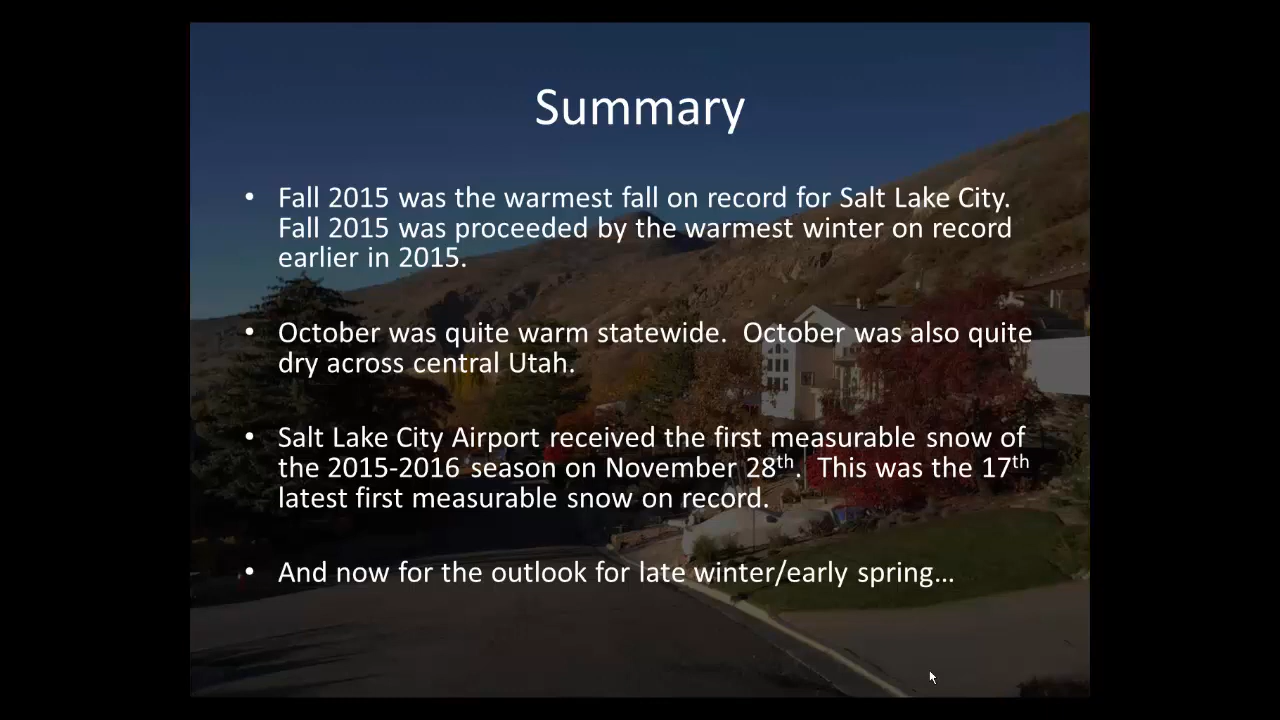 Summary
• Fall 2015 was the warmest fall on record for Salt Lake City.
Fall 2015 was proceeded by the warmest winter on record
earlier in 2015.
• October was quite warm statewide.  October was also quite
dry across central Utah.
• Salt Lake City Airport received the first measurable snow of
the 2015-2016 season on November 28th.  This was the 17th
latest first measurable snow on record.
• And now for the outlook for late winter/early spring…